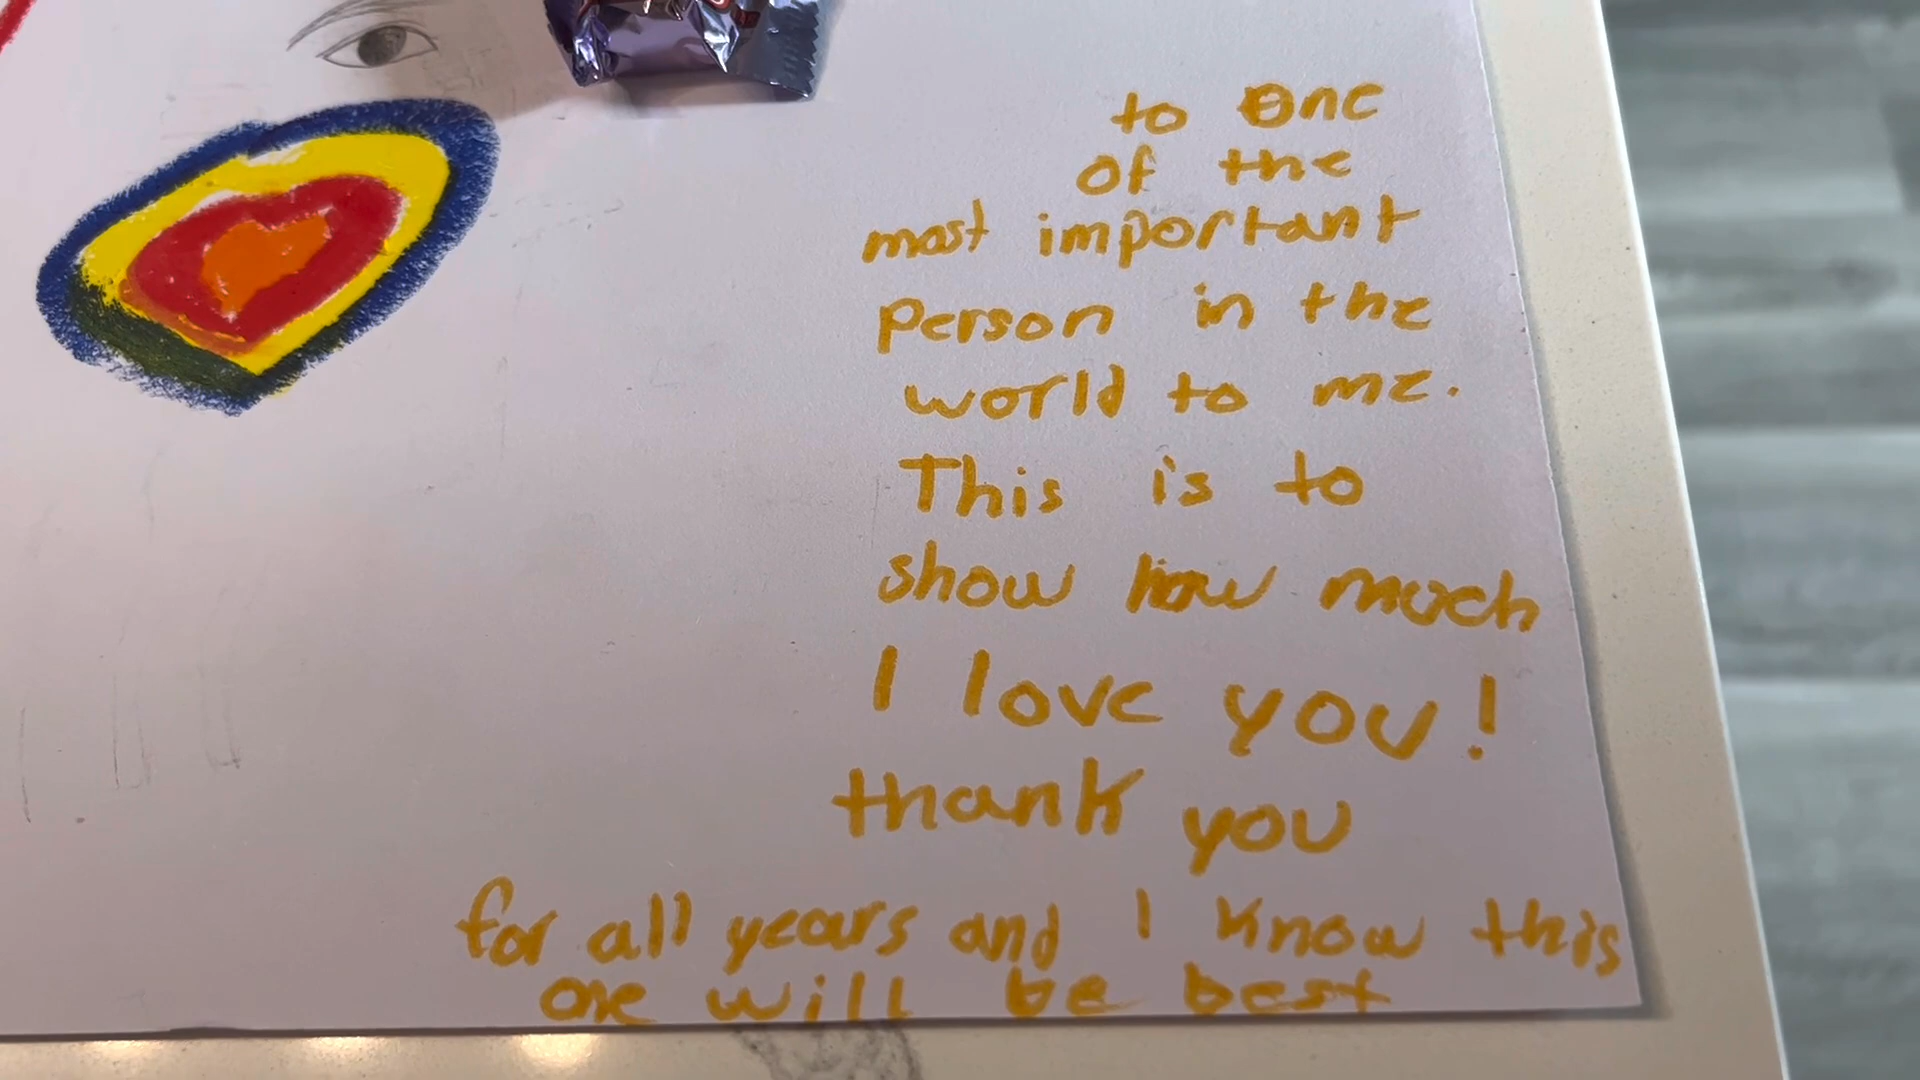 to one
of the
most important
person in the
world to me.
This is to
show how much
I love you!
thank you
for all years and I know this
one will be best